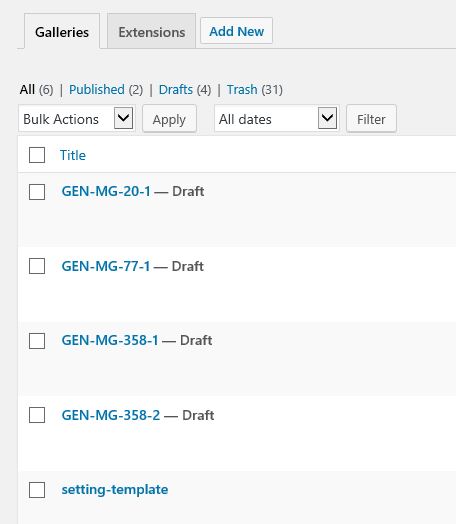 Galleries Extensions Add New
All (6) | Published (2) | Drafts (4) | Trash (31)
Bulk Actions Apply All dates Filter
Title
GEN-MG-20-1 — Draft
GEN-MG-77-1 — Draft
GEN-MG-358-1 — Draft
GEN-MG-358-2 — Draft
setting-template